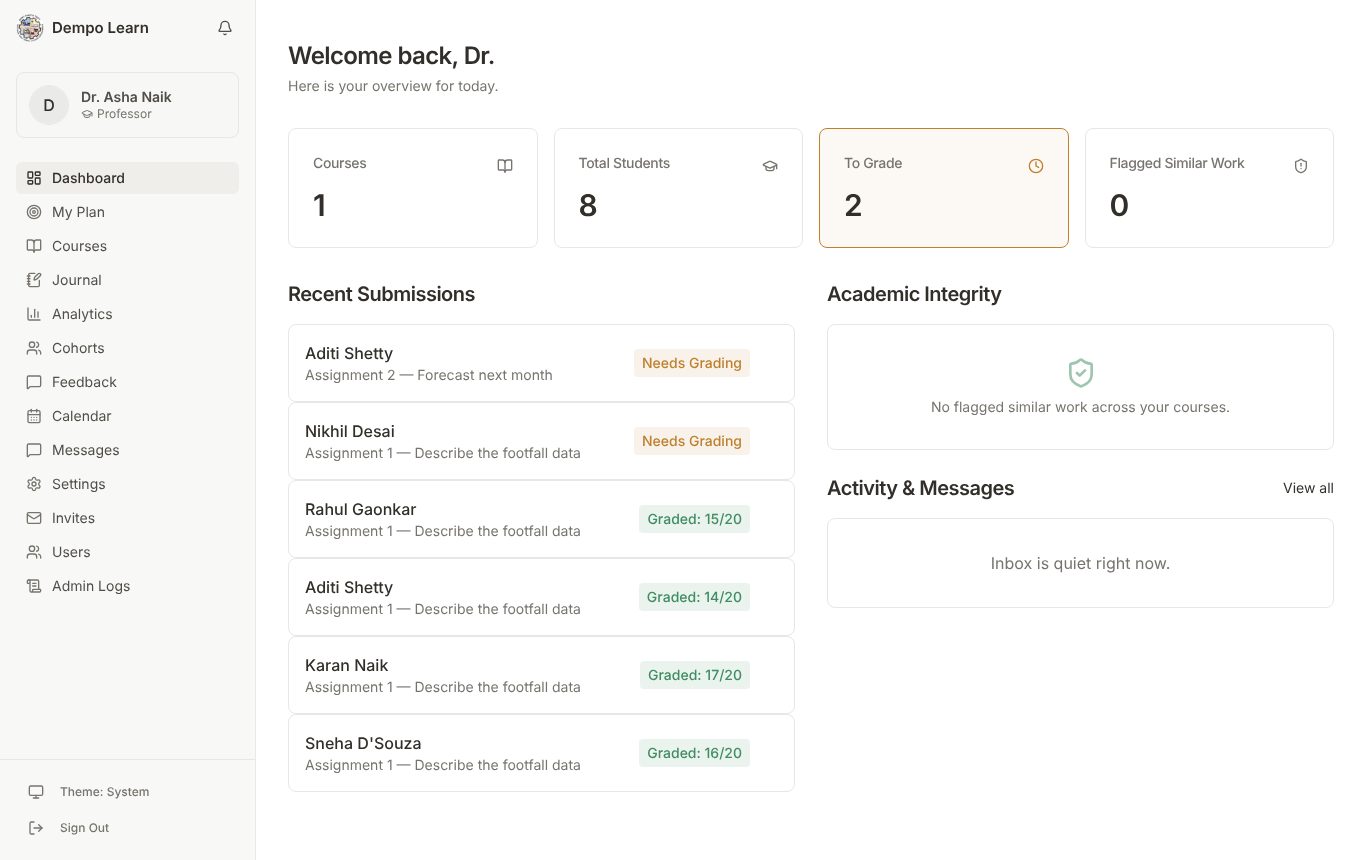 Dempo Learn
D
Dr. Asha Naik
Professor
Dashboard
My Plan
Courses
Journal
Analytics
Cohorts
Feedback
Calendar
Messages
Settings
Invites
Users
Admin Logs
Theme: System
Sign Out
Welcome back, Dr.
Here is your overview for today.
Courses
1
Total Students
8
To Grade
2
Flagged Similar Work
0
Recent Submissions
Aditi Shetty
Assignment 2 — Forecast next month
Needs Grading
Nikhil Desai
Assignment 1 — Describe the footfall data
Needs Grading
Rahul Gaonkar
Assignment 1 — Describe the footfall data
Graded: 15/20
Aditi Shetty
Assignment 1 — Describe the footfall data
Graded: 14/20
Karan Naik
Assignment 1 — Describe the footfall data
Graded: 17/20
Sneha D'Souza
Assignment 1 — Describe the footfall data
Graded: 16/20
Academic Integrity
No flagged similar work across your courses.
Activity & Messages
View all
Inbox is quiet right now.